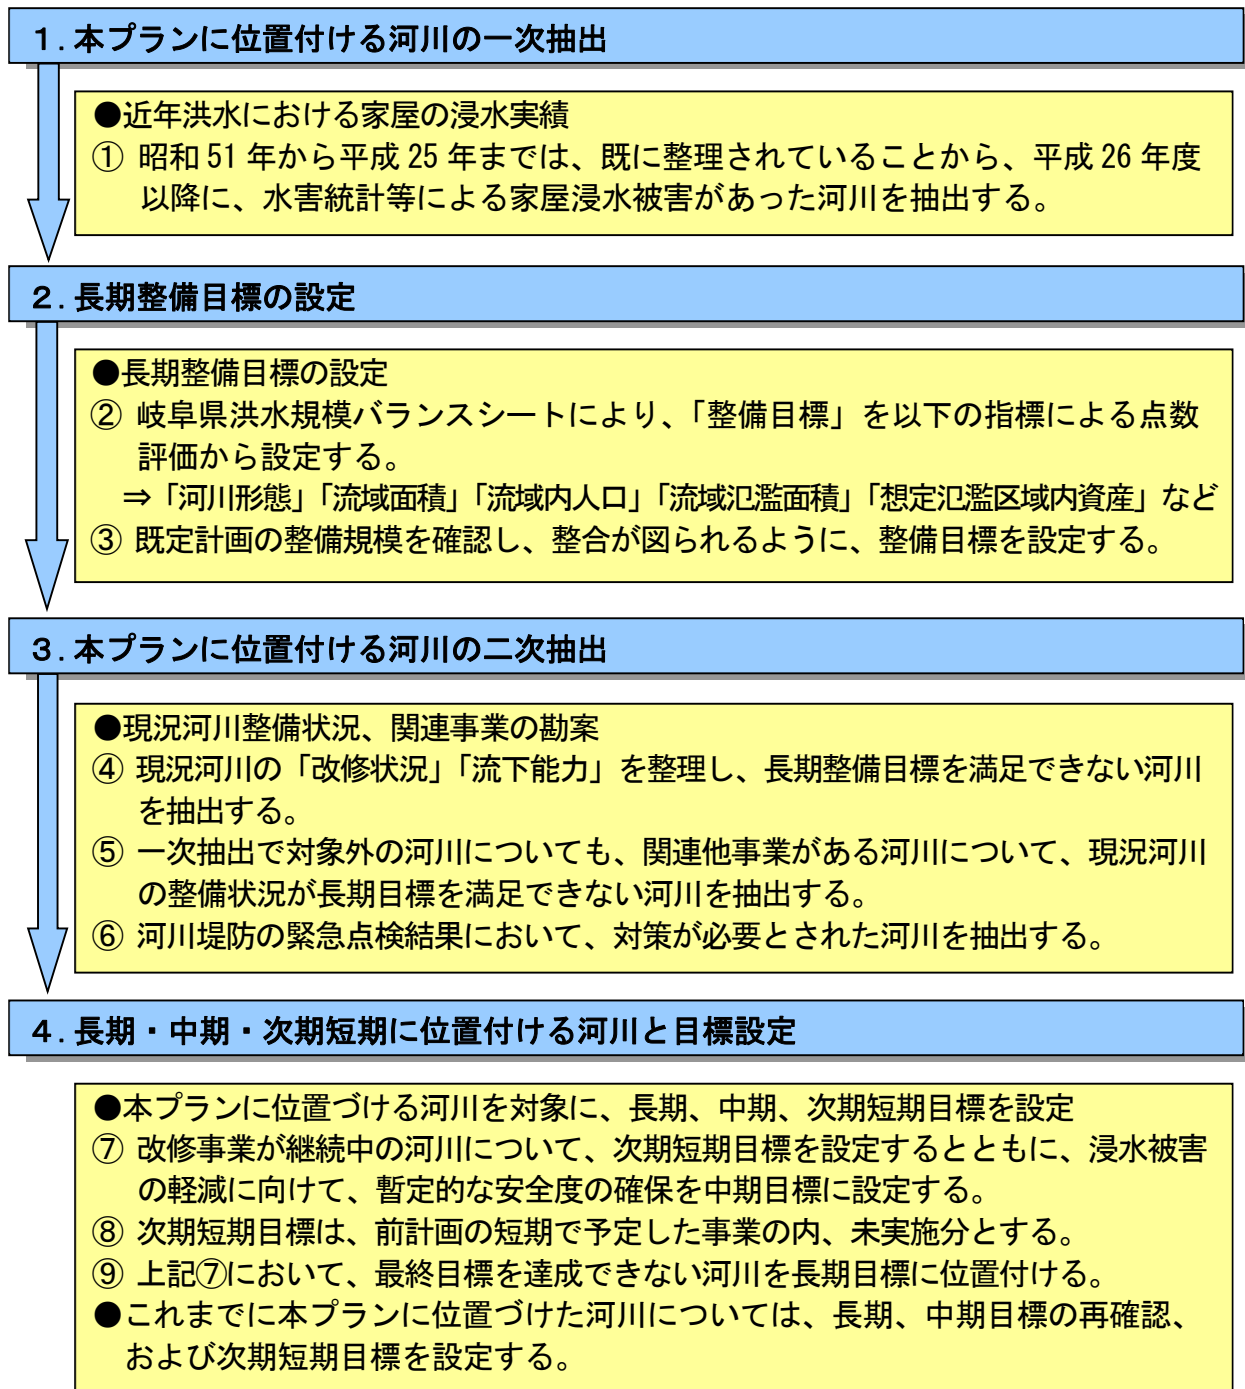 １.本プランに位置付ける河川の一次抽出
●近年洪水における家屋の浸水実績
① 昭和 51 年から平成 25 年までは、既に整理されていることから、平成 26 年度
以降に、水害統計等による家屋浸水被害があった河川を抽出する。
２.長期整備目標の設定
●長期整備目標の設定
② 岐阜県洪水規模バランスシートにより、「整備目標」を以下の指標による点数
評価から設定する。
⇒「河川形態」「流域面積」「流域内人口」「流域氾濫面積」「想定氾濫区域内資産」など
③ 既定計画の整備規模を確認し、整合が図られるように、整備目標を設定する。
３.本プランに位置付ける河川の二次抽出
●現況河川整備状況、関連事業の勘案
④ 現況河川の「改修状況」「流下能力」を整理し、長期整備目標を満足できない河川
を抽出する。
⑤ 一次抽出で対象外の河川についても、関連他事業がある河川について、現況河川
の整備状況が長期目標を満足できない河川を抽出する。
⑥ 河川堤防の緊急点検結果において、対策が必要とされた河川を抽出する。
４.長期・中期・次期短期に位置付ける河川と目標設定
●本プランに位置づける河川を対象に、長期、中期、次期短期目標を設定
⑦ 改修事業が継続中の河川について、次期短期目標を設定するとともに、浸水被害
の軽減に向けて、暫定的な安全度の確保を中期目標に設定する。
⑧ 次期短期目標は、前計画の短期で予定した事業の内、未実施分とする。
⑨ 上記⑦において、最終目標を達成できない河川を長期目標に位置付ける。
●これまでに本プランに位置づけた河川については、長期、中期目標の再確認、
および次期短期目標を設定する。